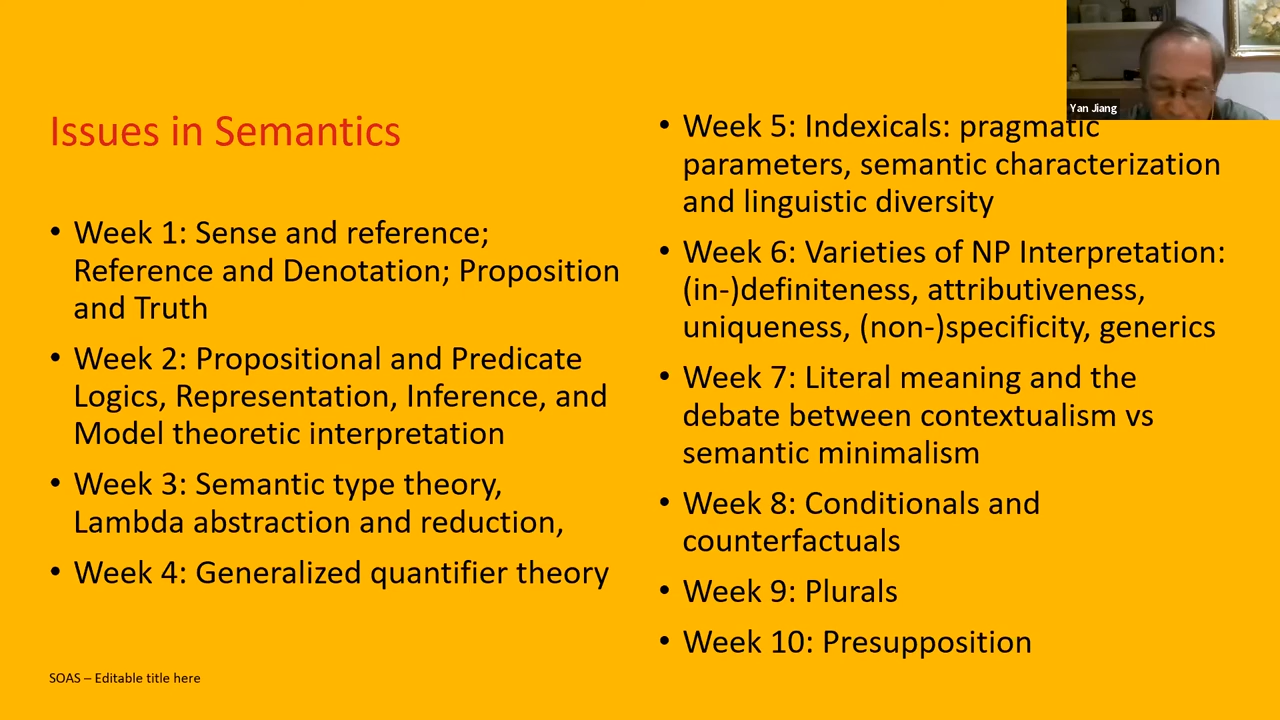 Issues in Semantics
• Week 1: Sense and reference;
Reference and Denotation; Proposition
and Truth
• Week 2: Propositional and Predicate
Logics, Representation, Inference, and
Model theoretic interpretation
• Week 3: Semantic type theory,
Lambda abstraction and reduction,
• Week 4: Generalized quantifier theory
SOAS – Editable title here
Yan Jiang
• Week 5: Indexicals: pragmatic
parameters, semantic characterization
and linguistic diversity
• Week 6: Varieties of NP Interpretation:
(in-)definiteness, attributiveness,
uniqueness, (non-)specificity, generics
• Week 7: Literal meaning and the
debate between contextualism vs
semantic minimalism
• Week 8: Conditionals and
counterfactuals
• Week 9: Plurals
• Week 10: Presupposition